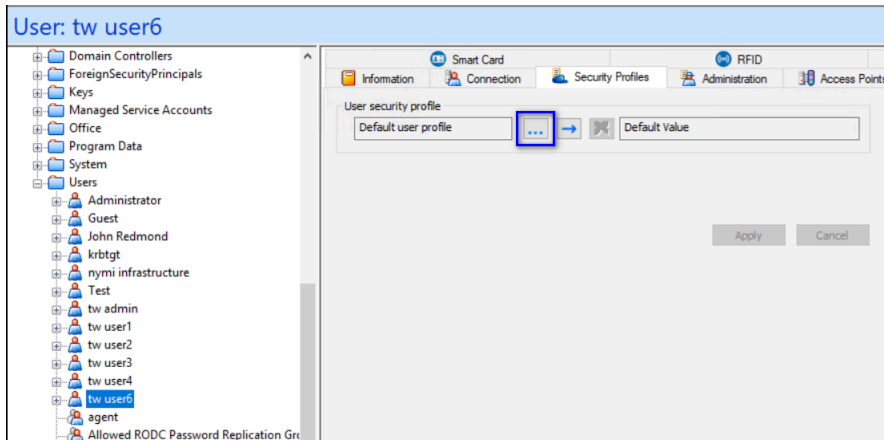 User: tw user6
Domain Controllers
ForeignSecurityPrincipals
Keys
Managed Service Accounts
Office
Program Data
System
Users
Administrator
Guest
John Redmond
krbtgt
nymi infrastructure
Test
tw admin
tw user1
tw user2
tw user3
tw user4
tw user6
agent
Allowed RODC Password Replication Gro
Smart Card
RFID
Information
Connection
Security Profiles
Administration
Access Points
User security profile
Default user profile
...
Default Value
Apply
Cancel